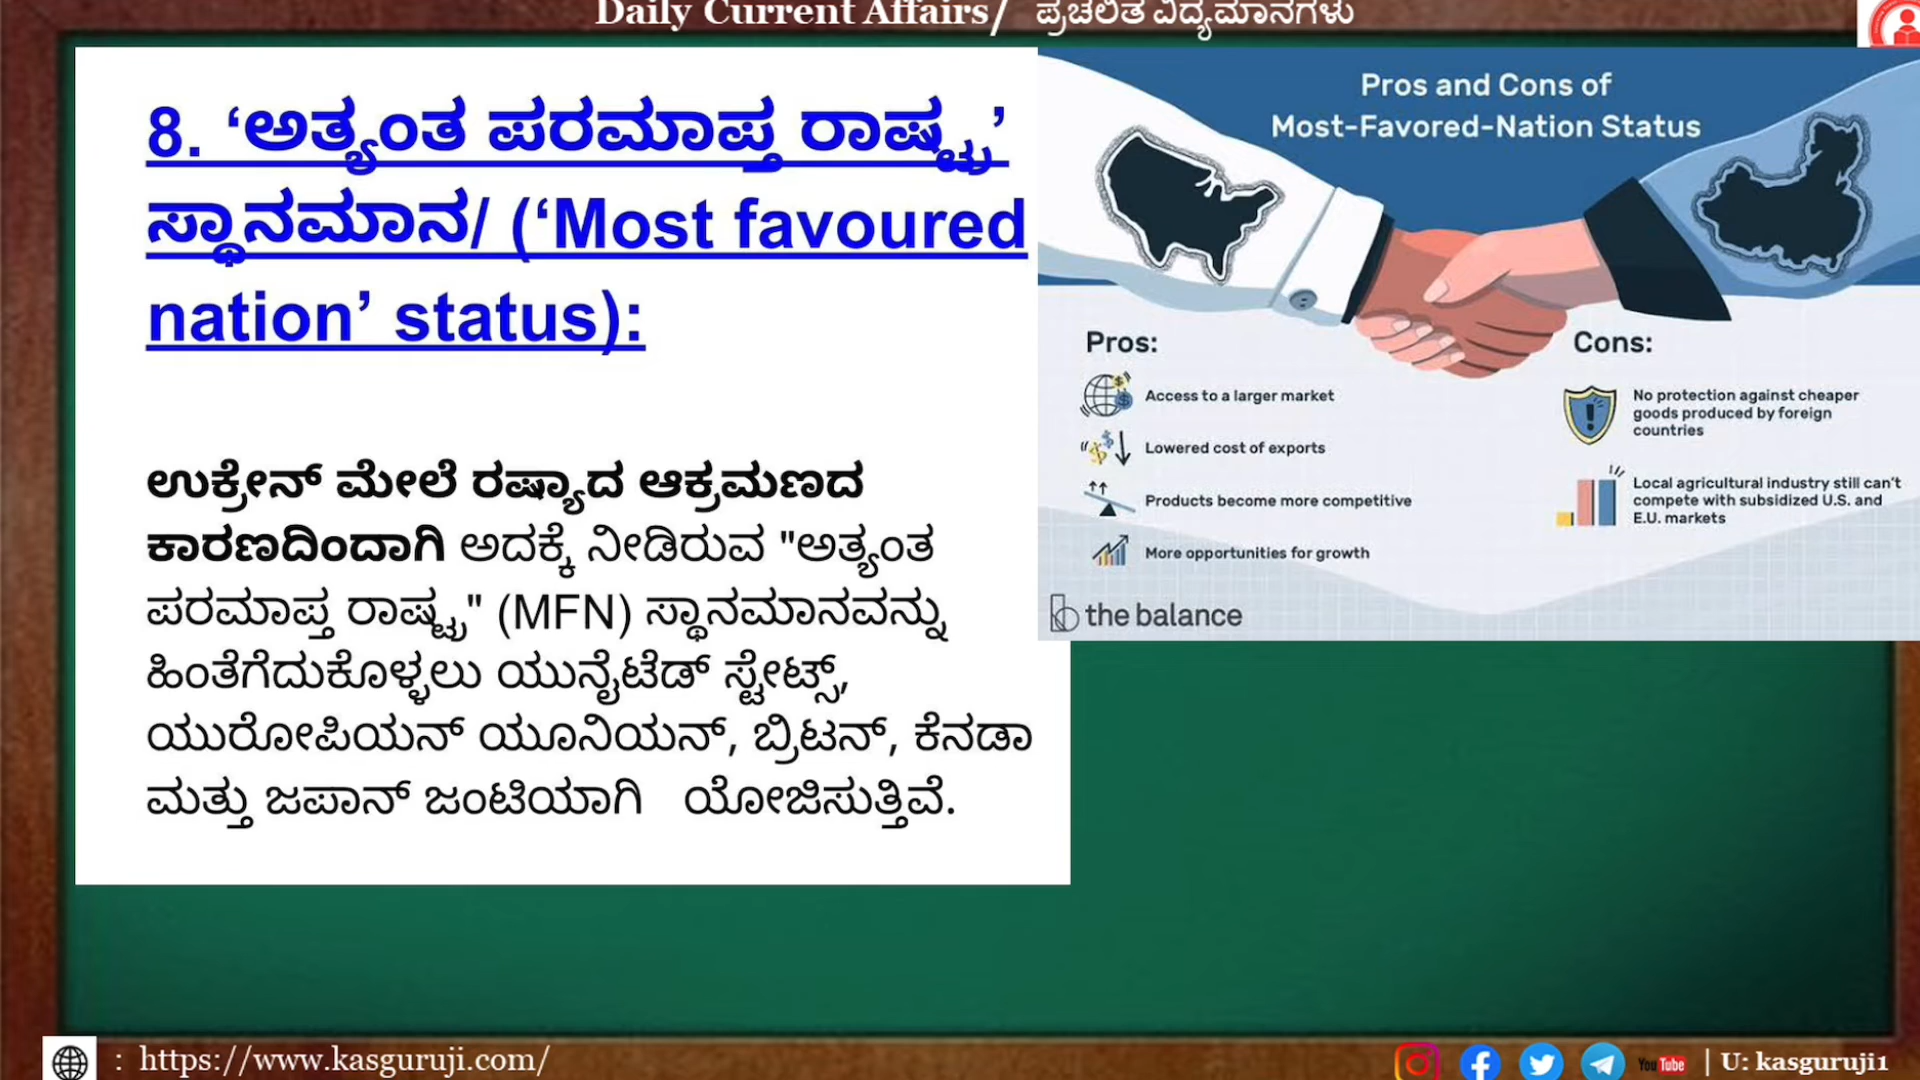 Daily Current Affairs/ ಪ್ರಚಲಿತ ವಿದ್ಯಮಾನಗಳು
8. ‘ಅತ್ಯಂತ ಪರಮಾಪ್ತ ರಾಷ್ಟ್ರ’
ಸ್ಥಾನಮಾನ/ (‘Most favoured
nation’ status):
ಉಕ್ರೇನ್ ಮೇಲೆ ರಷ್ಯಾದ ಆಕ್ರಮಣದ
ಕಾರಣದಿಂದಾಗಿ ಅದಕ್ಕೆ ನೀಡಿರುವ "ಅತ್ಯಂತ
ಪರಮಾಪ್ತ ರಾಷ್ಟ್ರ" (MFN) ಸ್ಥಾನಮಾನವನ್ನು
ಹಿಂತೆಗೆದುಕೊಳ್ಳಲು ಯುನೈಟೆಡ್ ಸ್ಟೇಟ್ಸ್,
ಯುರೋಪಿಯನ್ ಯೂನಿಯನ್, ಬ್ರಿಟನ್, ಕೆನಡಾ
ಮತ್ತು ಜಪಾನ್ ಜಂಟಿಯಾಗಿ ಯೋಜಿಸುತ್ತಿವೆ.
Pros and Cons of
Most-Favored-Nation Status
Pros:
Access to a larger market
Lowered cost of exports
Products become more competitive
More opportunities for growth
Cons:
No protection against cheaper
goods produced by foreign
countries
Local agricultural industry still can't
compete with subsidized U.S. and
E.U. markets
the balance
: https://www.kasguruji.com/
YouTube | U: kasguruji1